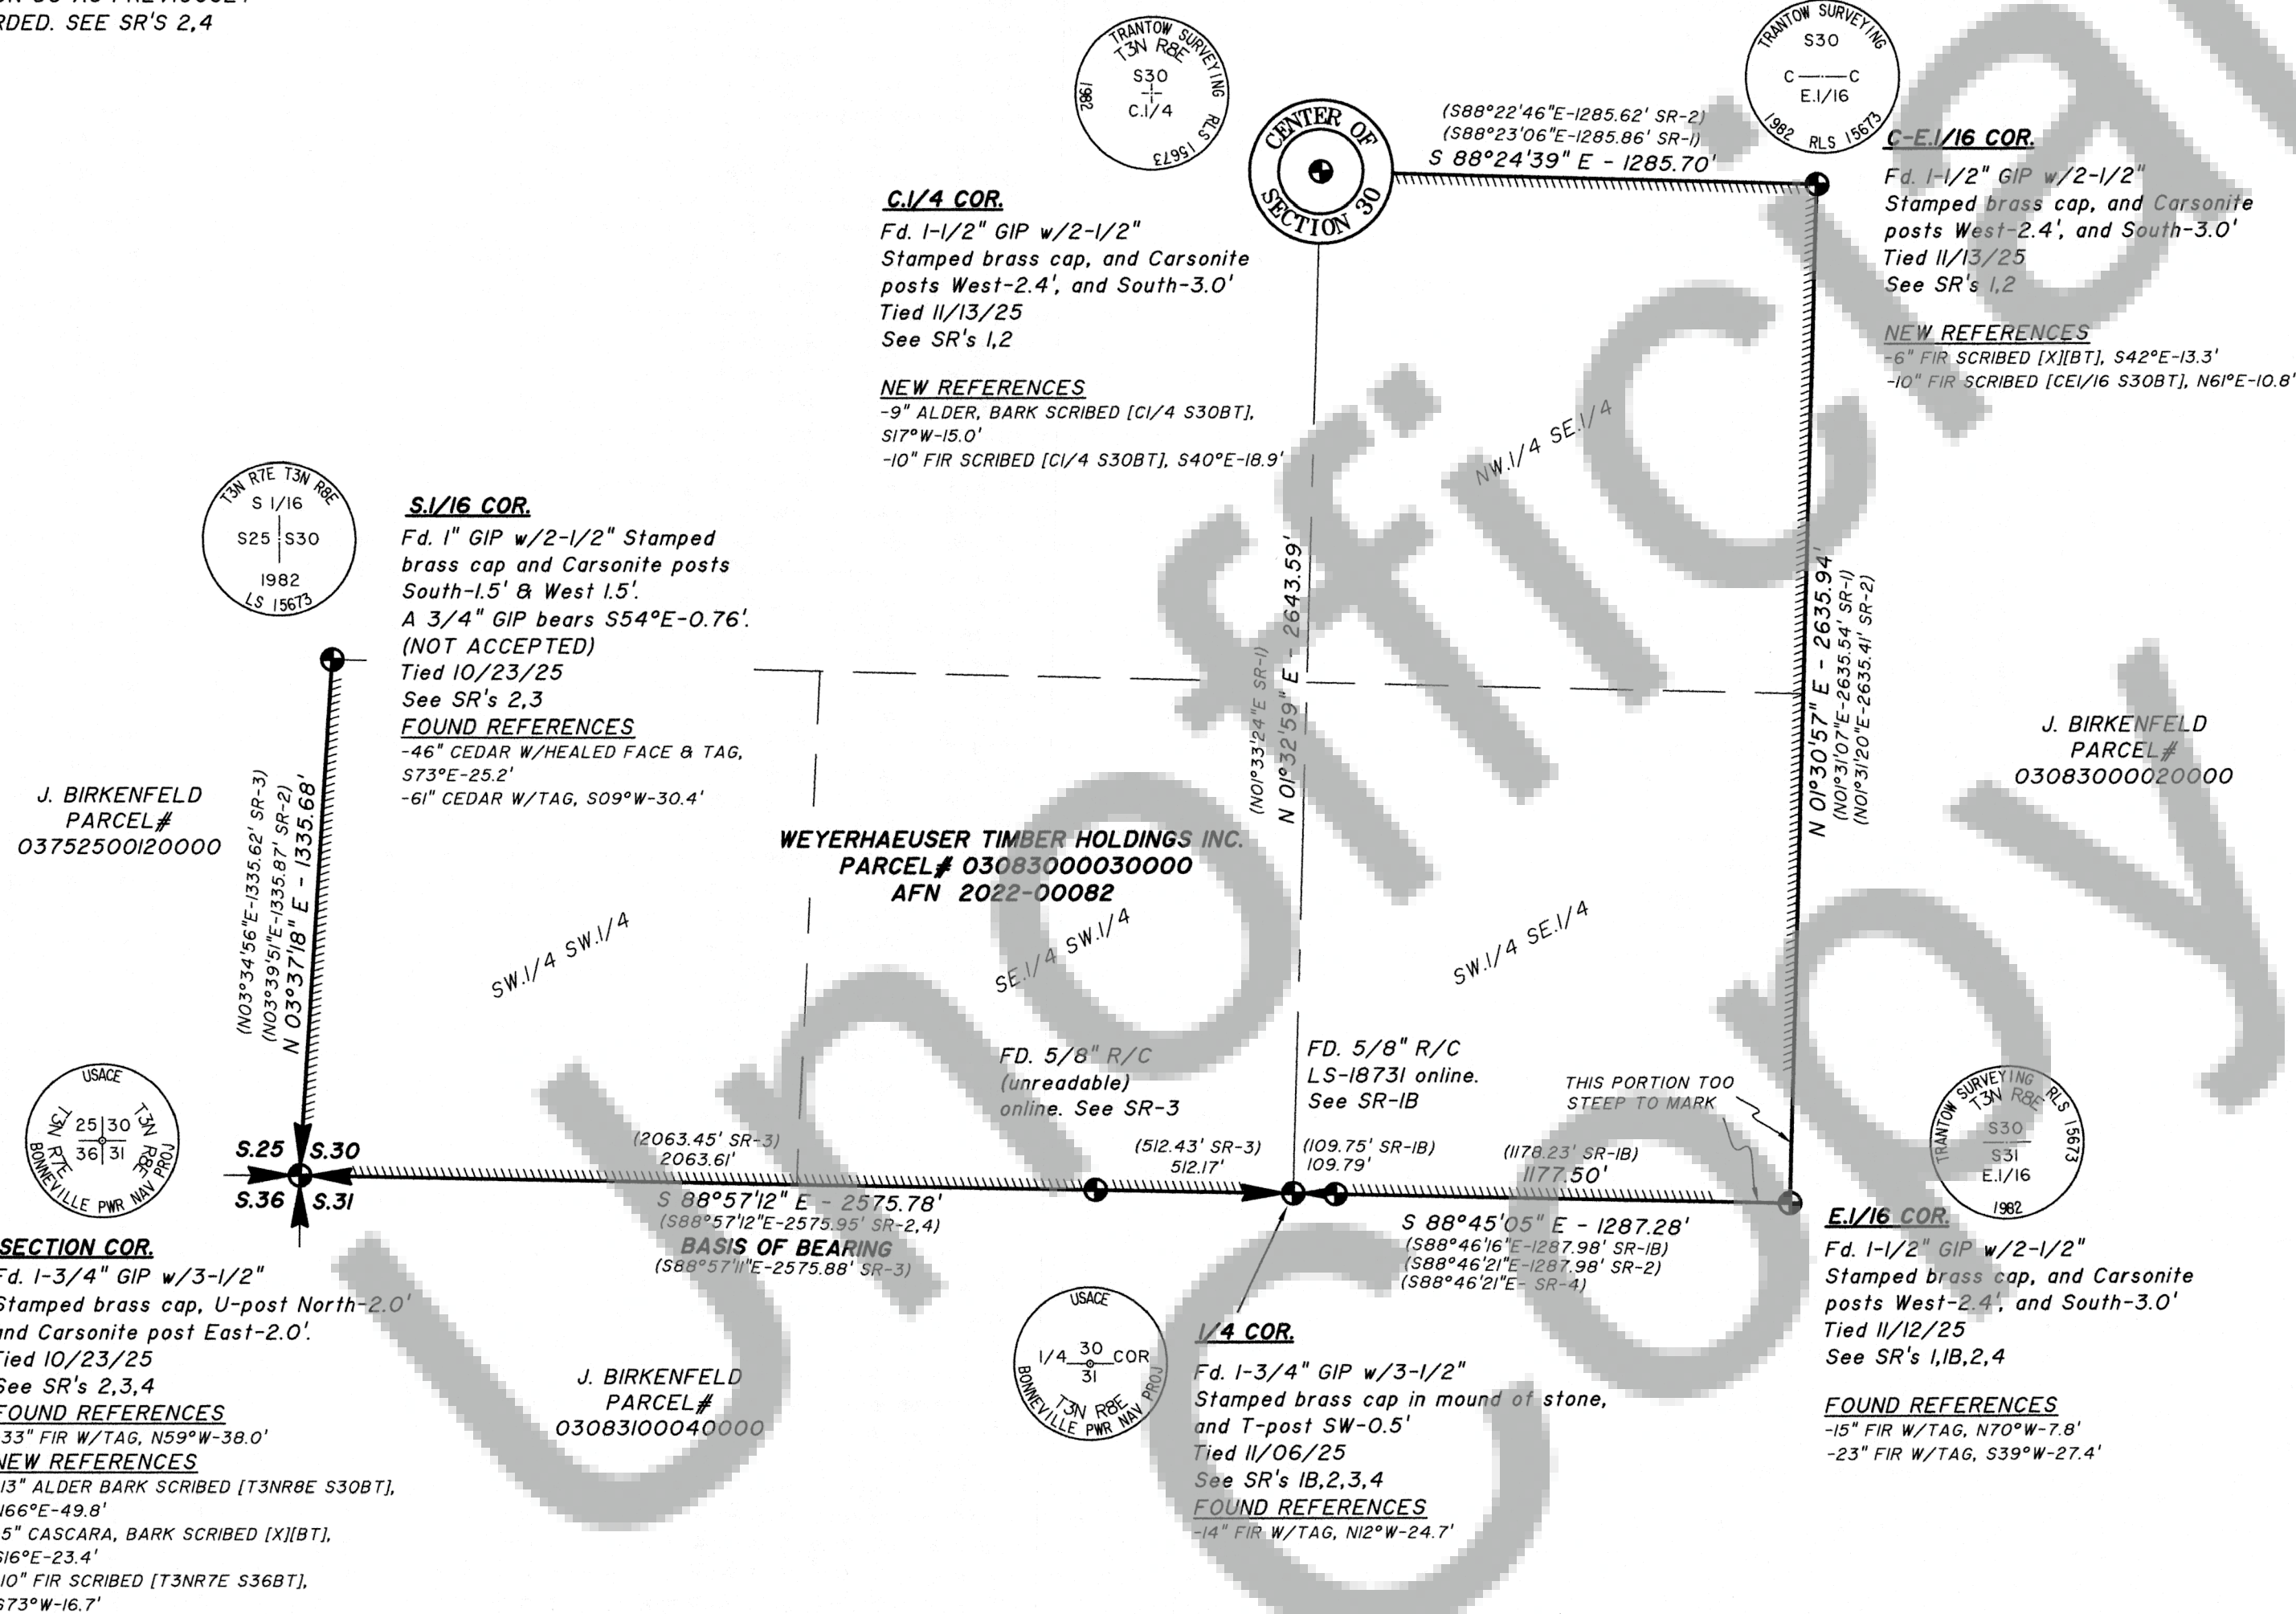 RDED. SEE SR'S 2,4
TRANTOW SURVEYING RLS 15673
1982
T3N R8E
S30
C.1/4
CENTER OF
SECTION 30
(S88°22'46"E-1285.62' SR-2)
(S88°23'06"E-1285.86' SR-1)
S 88°24'39" E - 1285.70'
TRANTOW SURVEYING
S30
C C
E.1/16
1982 RLS 15673
C-E.1/16 COR.
Fd. 1-1/2" GIP w/2-1/2"
Stamped brass cap, and Carsonite
posts West-2.4', and South-3.0'
Tied 11/13/25
See SR's 1,2
NEW REFERENCES
-6" FIR SCRIBED [X][BT], S42°E-13.3'
-10" FIR SCRIBED [CE1/16 S30BT], N61°E-10.8'
C.1/4 COR.
Fd. 1-1/2" GIP w/2-1/2"
Stamped brass cap, and Carsonite
posts West-2.4', and South-3.0'
Tied 11/13/25
See SR's 1,2
NEW REFERENCES
-9" ALDER, BARK SCRIBED [C1/4 S30BT],
S17°W-15.0'
-10" FIR SCRIBED [C1/4 S30BT], S40°E-18.9'
NW.1/4 SE.1/4
T3N R7E T3N R8E
S 1/16
S25 S30
1982
LS 15673
S.1/16 COR.
Fd. 1" GIP w/2-1/2" Stamped
brass cap and Carsonite posts
South-1.5' & West 1.5'.
A 3/4" GIP bears S54°E-0.76'.
(NOT ACCEPTED)
Tied 10/23/25
See SR's 2,3
FOUND REFERENCES
-46" CEDAR W/HEALED FACE & TAG,
S73°E-25.2'
-61" CEDAR W/TAG, S09°W-30.4'
(N01°33'24"E SR-1)
N 01°32'59" E - 2643.59'
N 01°30'57" E - 2635.94'
(N01°31'07"E-2635.54' SR-1)
(N01°31'20"E-2635.41' SR-2)
J. BIRKENFELD
PARCEL#
03083000020000
J. BIRKENFELD
PARCEL#
03752500120000
(N03°34'56"E-1335.62' SR-3)
(N03°39'51"E-1335.87' SR-2)
N 03°37'18" E - 1335.68'
WEYERHAEUSER TIMBER HOLDINGS INC.
PARCEL# 03083000030000
AFN 2022-00082
SW.1/4 SW.1/4
SE.1/4 SW.1/4
SW.1/4 SE.1/4
FD. 5/8" R/C
(unreadable)
online. See SR-3
FD. 5/8" R/C
LS-18731 online.
See SR-1B
THIS PORTION TOO
STEEP TO MARK
USACE
T3N R7E
25 30
36 31
T3N R8E
BONNEVILLE PWR NAV PROJ
S.25 S.30
S.36 S.31
(2063.45' SR-3)
2063.61'
(512.43' SR-3)
512.17'
(109.75' SR-1B)
109.79'
(1178.23' SR-1B)
1177.50'
TRANTOW SURVEYING RLS 15673
T3N R8E
S30
S31
E.1/16
1982
S 88°57'12" E - 2575.78'
(S88°57'12"E-2575.95' SR-2,4)
BASIS OF BEARING
(S88°57'11"E-2575.88' SR-3)
S 88°45'05" E - 1287.28'
(S88°46'16"E-1287.98' SR-1B)
(S88°46'21"E-1287.98' SR-2)
(S88°46'21"E- SR-4)
SECTION COR.
Fd. 1-3/4" GIP w/3-1/2"
Stamped brass cap, U-post North-2.0'
and Carsonite post East-2.0'.
Tied 10/23/25
See SR's 2,3,4
FOUND REFERENCES
33" FIR W/TAG, N59°W-38.0'
NEW REFERENCES
13" ALDER BARK SCRIBED [T3NR8E S30BT],
N66°E-49.8'
5" CASCARA, BARK SCRIBED [X][BT],
S16°E-23.4'
10" FIR SCRIBED [T3NR7E S36BT],
S73°W-16.7'
J. BIRKENFELD
PARCEL#
03083100040000
USACE
1/4 30 COR
31
T3N R8E
BONNEVILLE PWR NAV PROJ
1/4 COR.
Fd. 1-3/4" GIP w/3-1/2"
Stamped brass cap in mound of stone,
and T-post SW-0.5'
Tied 11/06/25
See SR's 1B,2,3,4
FOUND REFERENCES
-14" FIR W/TAG, N12°W-24.7'
E.1/16 COR.
Fd. 1-1/2" GIP w/2-1/2"
Stamped brass cap, and Carsonite
posts West-2.4', and South-3.0'
Tied 11/12/25
See SR's 1,1B,2,4
FOUND REFERENCES
-15" FIR W/TAG, N70°W-7.8'
-23" FIR W/TAG, S39°W-27.4'
Unofficial
Copy